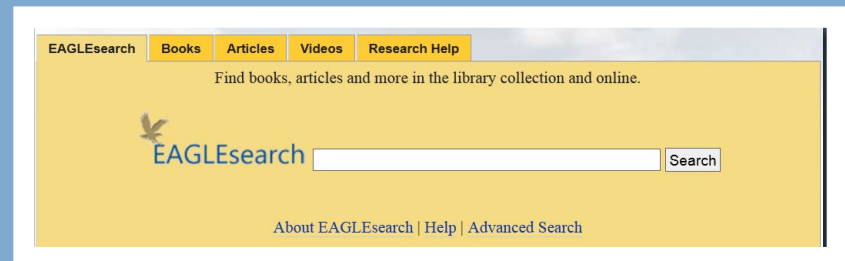 EAGLEsearch Books Articles Videos Research Help
Find books, articles and more in the library collection and online.
EAGLEsearch Search
About EAGLEsearch | Help | Advanced Search